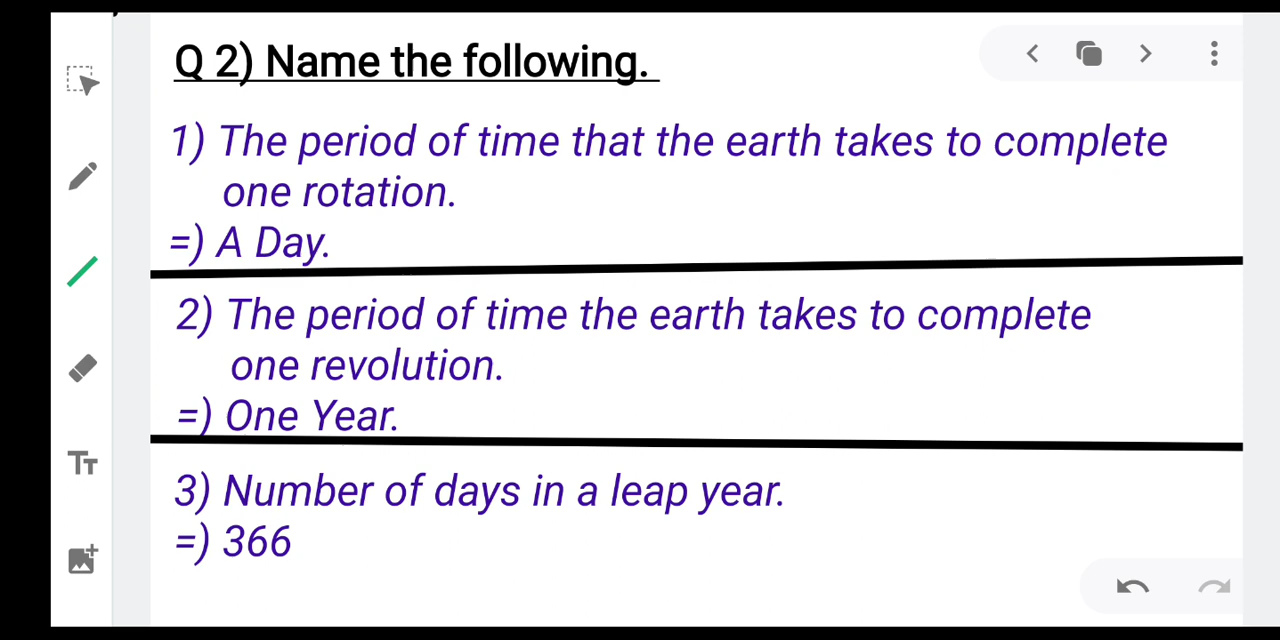 Q 2) Name the following.
1) The period of time that the earth takes to complete
one rotation.
=) A Day.
2) The period of time the earth takes to complete
one revolution.
=) One Year.
3) Number of days in a leap year.
=) 366
TT